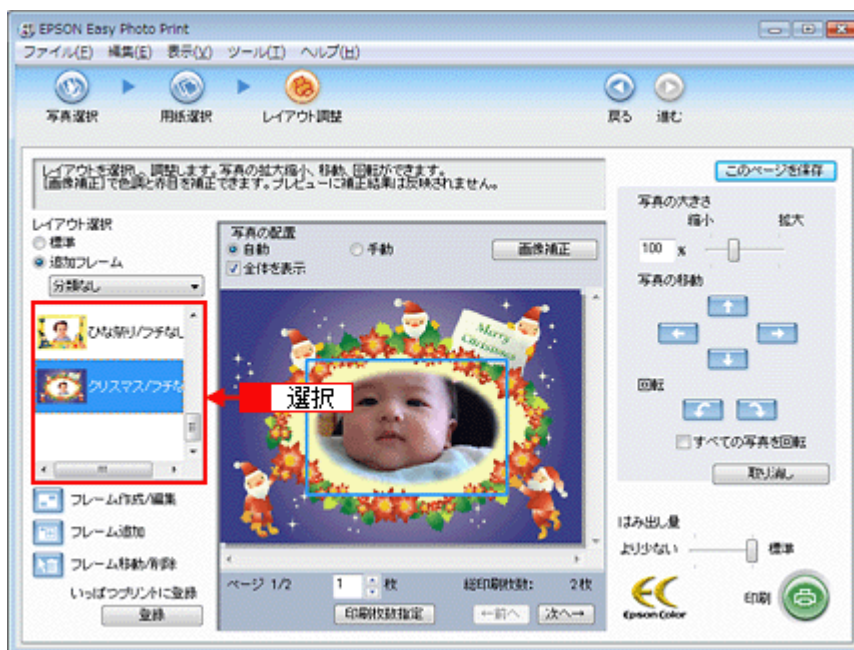 EPSON Easy Photo Print
ファイル(F) 編集(E) 表示(V) ツール(T) ヘルプ(H)
写真選択 用紙選択 レイアウト調整 戻る 進む
レイアウトを選択し、調整します。写真の拡大縮小、移動、回転ができます。
[画像補正]で色調と赤目を補正できます。プレビューに補正結果は反映されません。
このページを保存
レイアウト選択
標準
追加フレーム
分類なし
ひな祭り/フチなし
クリスマス/フチな
選択
フレーム作成/編集
フレーム追加
フレーム移動/削除
いっぱつプリントに登録
登録
写真の配置
自動 手動 画像補正
全体を表示
Merry
Christmas
ページ 1/2 1 枚 総印刷枚数: 2枚
印刷枚数指定 ←前へ 次へ→
写真の大きさ
縮小 拡大
100 %
写真の移動
回転
すべての写真を回転
取り消し
はみ出し量
より少ない 標準
Epson Color
印刷